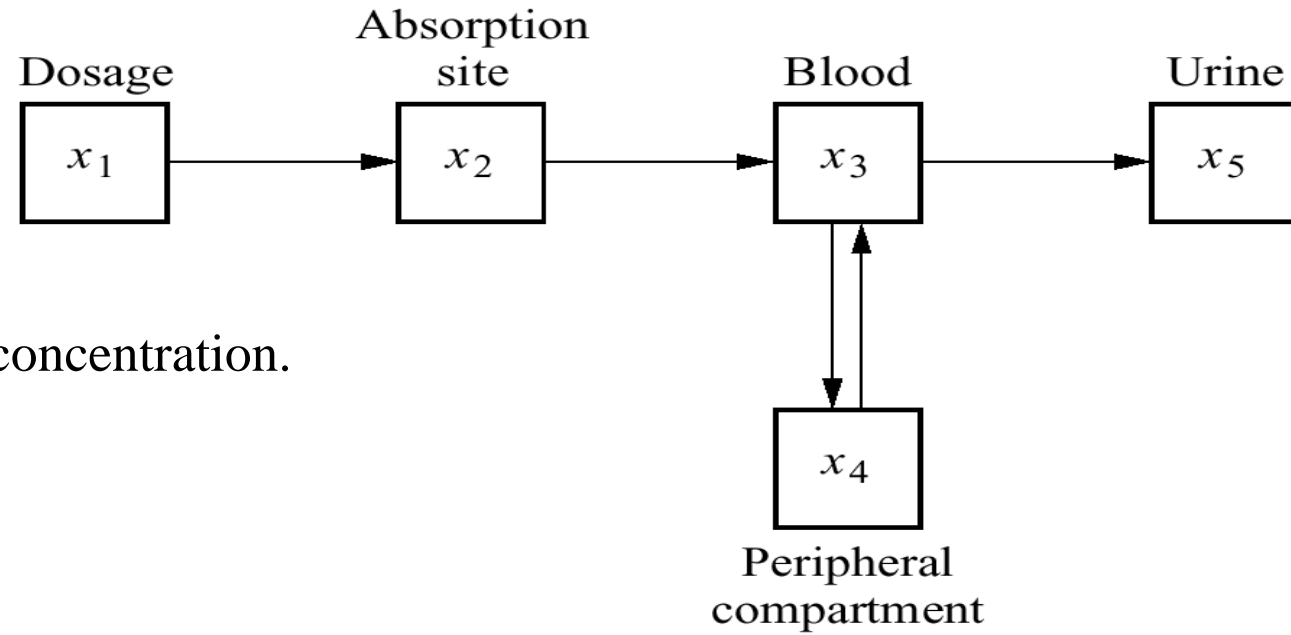 Dosage
Absorption
site
Blood
Urine
x1
x2
x3
x5
concentration.
x4
Peripheral
compartment